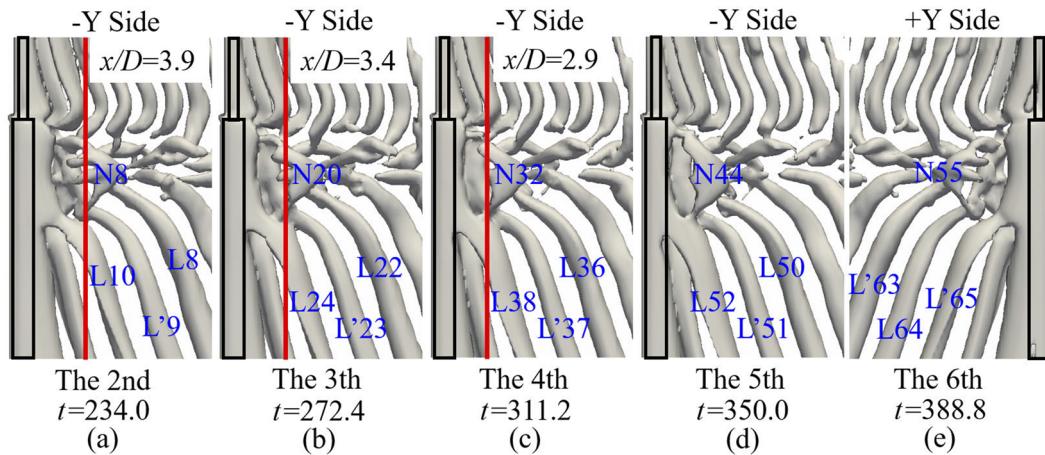 -Y Side
-Y Side
-Y Side
-Y Side
+Y Side
x/D=3.9
x/D=3.4
x/D=2.9
N8
N20
N32
N44
N55
L8
L10
L'9
L22
L24
L'23
L36
L38
L'37
L50
L52
L'51
L'63
L'65
L64
The 2nd
The 3th
The 4th
The 5th
The 6th
t=234.0
t=272.4
t=311.2
t=350.0
t=388.8
(a)
(b)
(c)
(d)
(e)